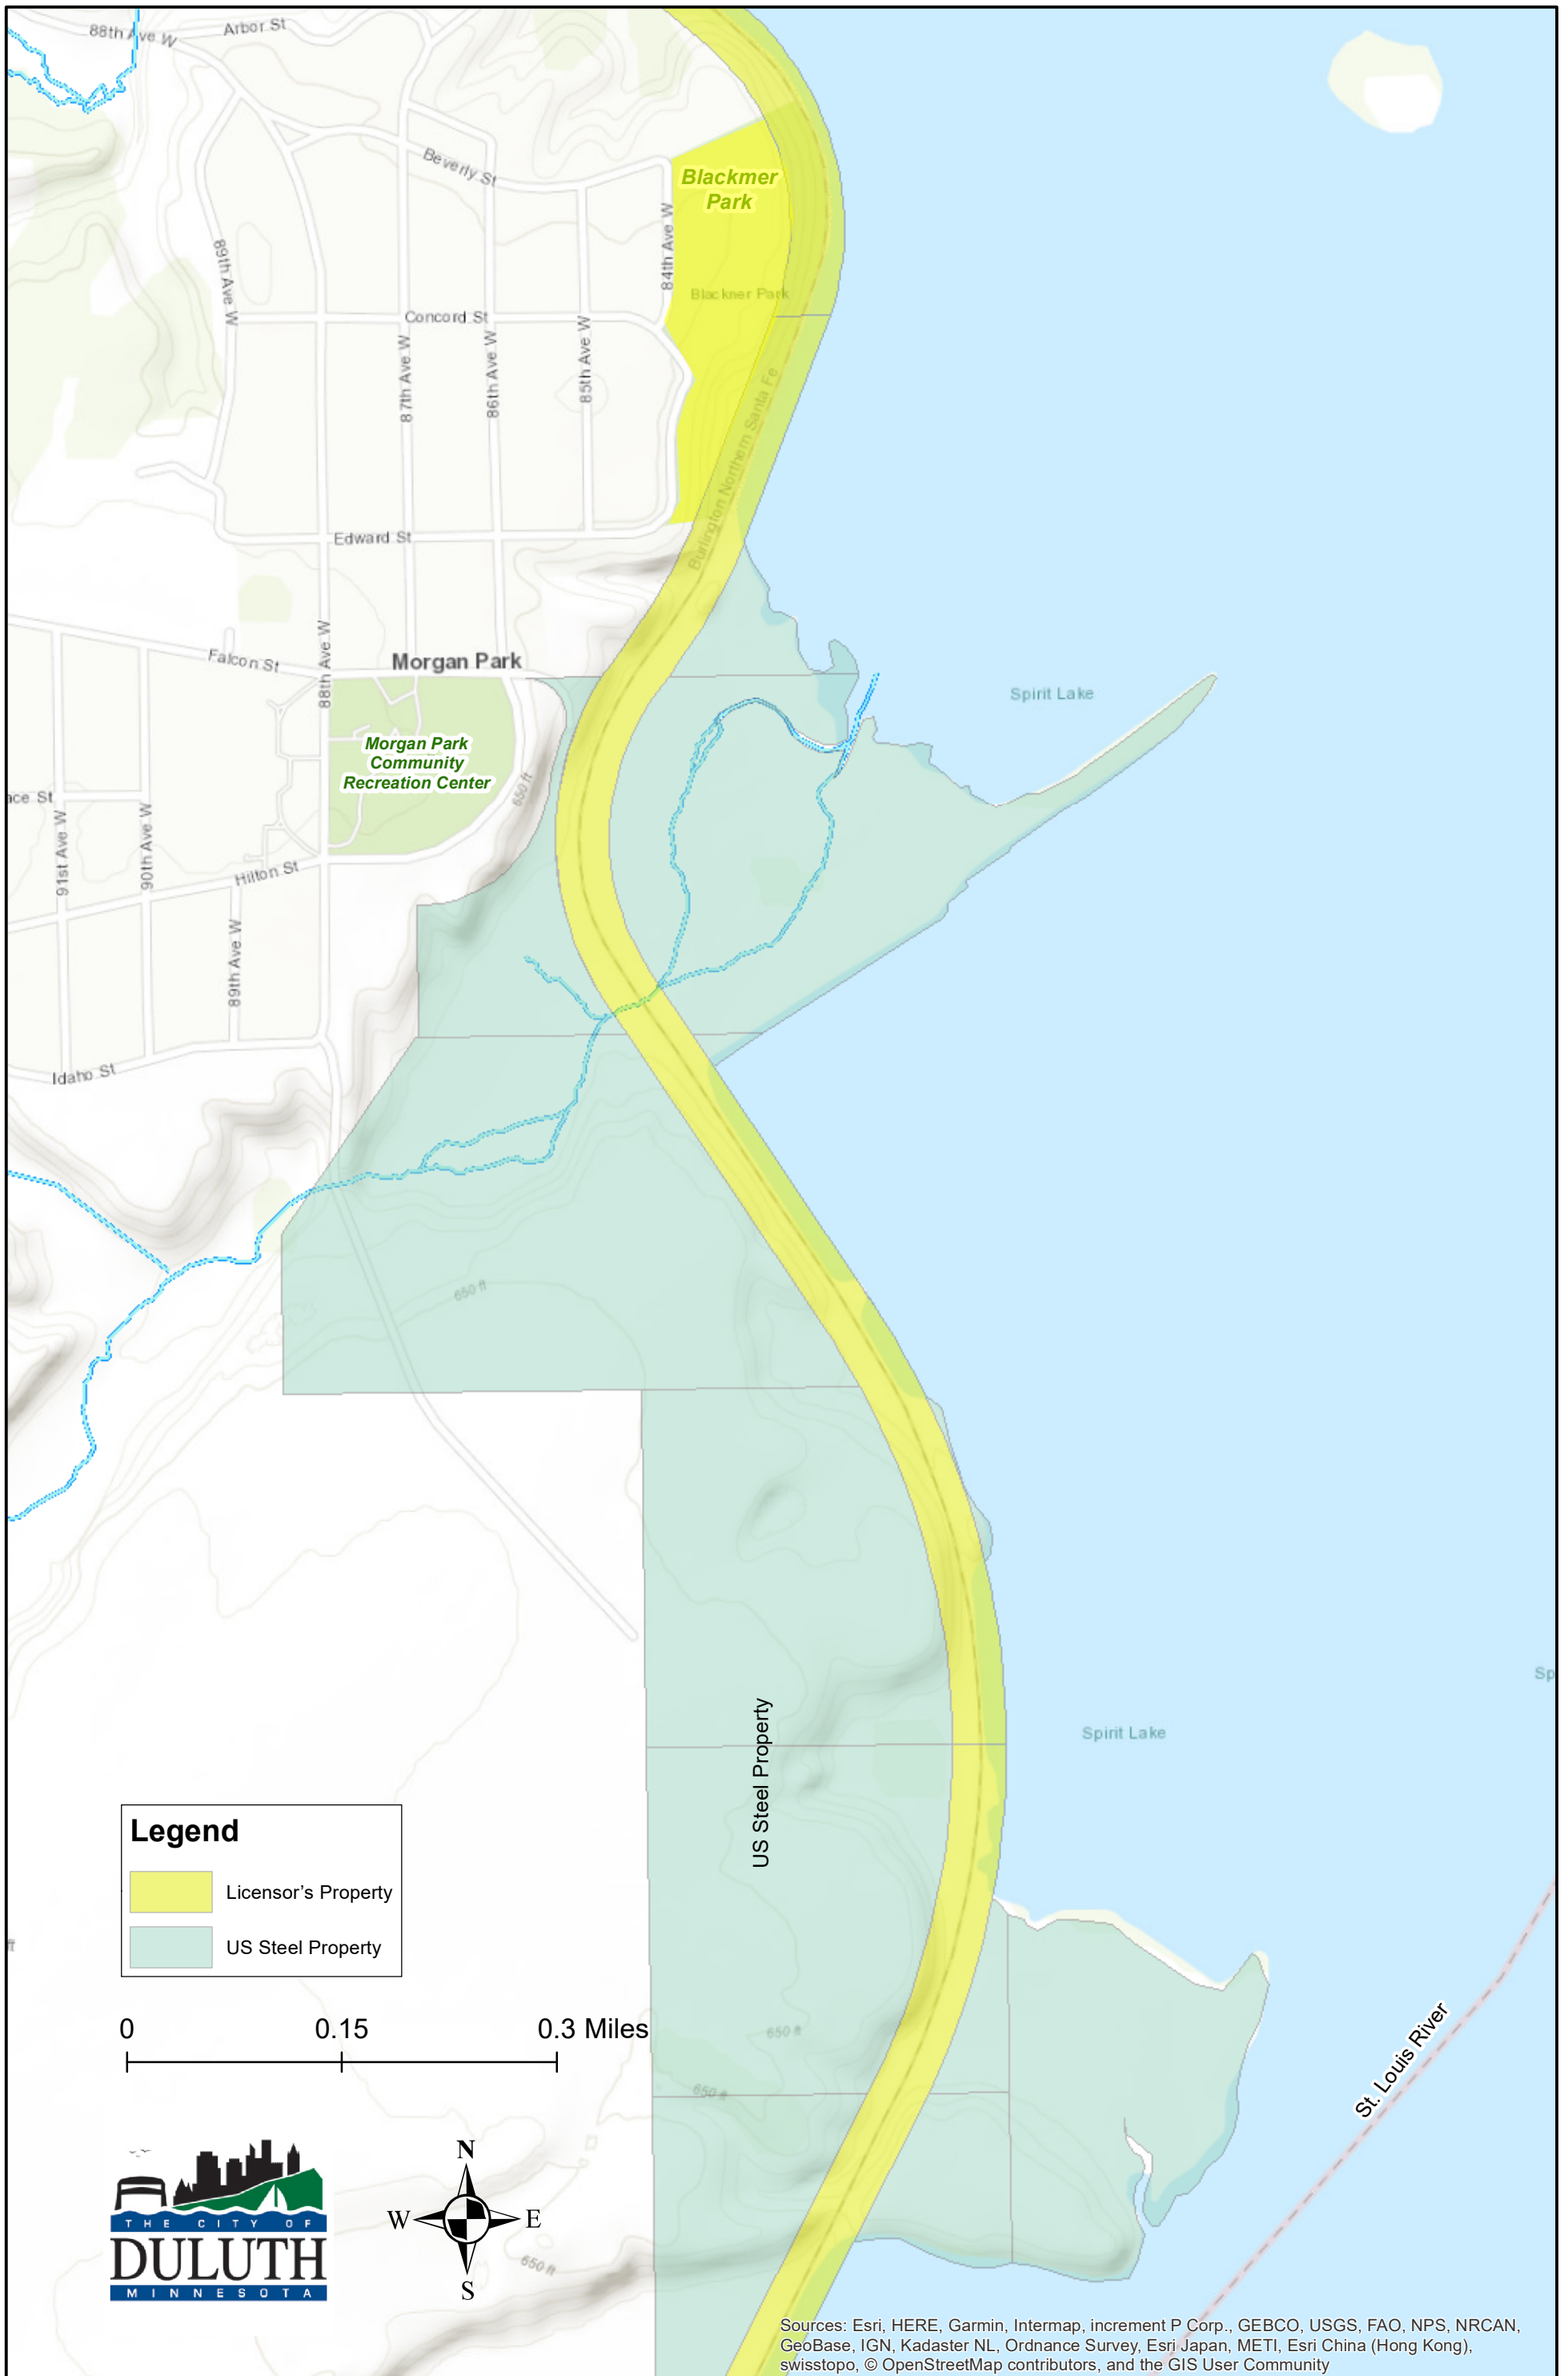 88th Ave W
Arbor St
Beverly St
Blackmer
Park
84th Ave W
89th Ave W
Blackner Park
Concord St
87th Ave W
86th Ave W
85th Ave W
Burlington Northern Santa Fe
Edward St
Falcon St
88th Ave W
Morgan Park
Spirit Lake
Morgan Park
Community
Recreation Center
650 ft
ace St
91st Ave W
90th Ave W
Hilton St
89th Ave W
Idaho St
650 ft
Sp
US Steel Property
Spirit Lake
Legend
Licensor's Property
US Steel Property
ft
0 0.15 0.3 Miles
650 ft
650 ft
St. Louis River
N
W E
S
650 ft
THE CITY OF
DULUTH
MINNESOTA
Sources: Esri, HERE, Garmin, Intermap, increment P Corp., GEBCO, USGS, FAO, NPS, NRCAN,
GeoBase, IGN, Kadaster NL, Ordnance Survey, Esri Japan, METI, Esri China (Hong Kong),
swisstopo, © OpenStreetMap contributors, and the GIS User Community